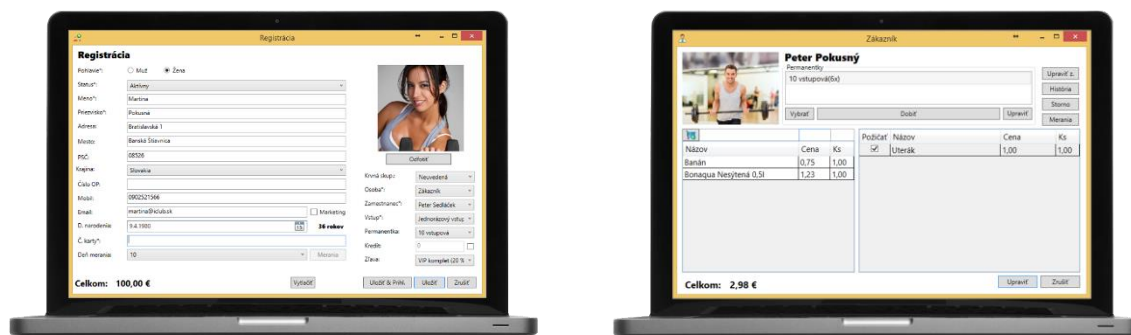 Registrácia
Registrácia
Pohlavie*: Muž Žena
Status*: Aktívny
Meno*: Martina
Priezvisko*: Pokusná
Adresa: Bratislavská 1
Mesto: Banská Štiavnica
PSČ: 08526
Krajina: Slovakia
Číslo OP:
Mobil: 0902521566
Email: martina@iclub.sk Marketing
D. narodenia: 9.4.1980 36 rokov
Č. karty*:
Deň merania: 10 Merania
Odfotiť
Krvná skup.: Neuvedená
Osoba*: Zákazník
Zamestnanec*: Peter Sedláček
Vstup*: Jednorázový vstup
Permanentka: 10 vstupová
Kredit: 0
Zľava: VIP komplet (20 %
Celkom: 100,00 € Vytlačiť Uložiť & Prihl. Uložiť Zrušiť
Zákazník
Peter Pokusný
Permanentky
10 vstupová(6x)
Vybrať Dobiť Upraviť
Upraviť z.
História
Storno
Merania
Názov Cena Ks
Banán 0,75 1,00
Bonaqua Nesýtená 0,5l 1,23 1,00
Požičať Názov Cena Ks
Uterák 1,00 1,00
Celkom: 2,98 € Upraviť Zrušiť